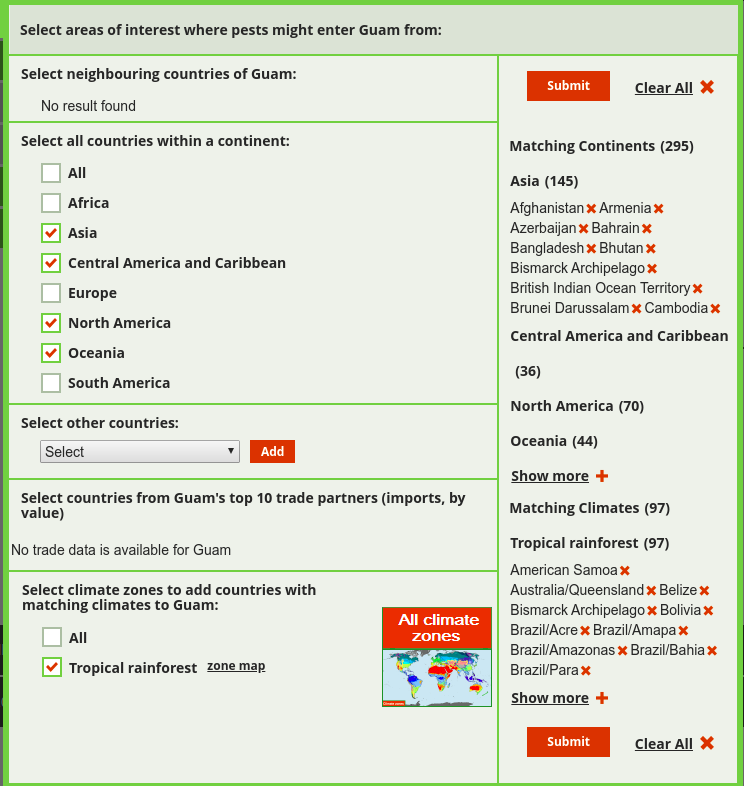 Select areas of interest where pests might enter Guam from:
Select neighbouring countries of Guam:
No result found
Select all countries within a continent:
All
Africa
Asia
Central America and Caribbean
Europe
North America
Oceania
South America
Select other countries:
Select
Add
Select countries from Guam's top 10 trade partners (imports, by
value)
No trade data is available for Guam
Select climate zones to add countries with
matching climates to Guam:
All
Tropical rainforest zone map
All climate
zones
Submit Clear All
Matching Continents (295)
Asia (145)
Afghanistan Armenia
Azerbaijan Bahrain
Bangladesh Bhutan
Bismarck Archipelago
British Indian Ocean Territory
Brunei Darussalam Cambodia
Central America and Caribbean
(36)
North America (70)
Oceania (44)
Show more
Matching Climates (97)
Tropical rainforest (97)
American Samoa
Australia/Queensland Belize
Bismarck Archipelago Bolivia
Brazil/Acre Brazil/Amapa
Brazil/Amazonas Brazil/Bahia
Brazil/Para
Show more
Submit Clear All